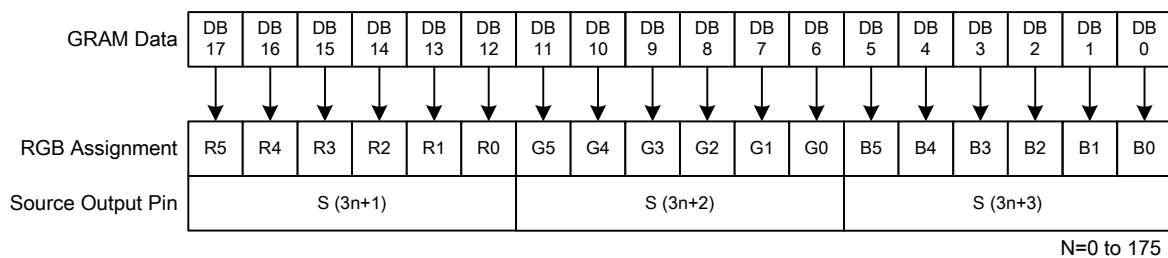 GRAM Data DB 17 DB 16 DB 15 DB 14 DB 13 DB 12 DB 11 DB 10 DB 9 DB 8 DB 7 DB 6 DB 5 DB 4 DB 3 DB 2 DB 1 DB 0
RGB Assignment R5 R4 R3 R2 R1 R0 G5 G4 G3 G2 G1 G0 B5 B4 B3 B2 B1 B0
Source Output Pin S (3n+1) S (3n+2) S (3n+3)
N=0 to 175